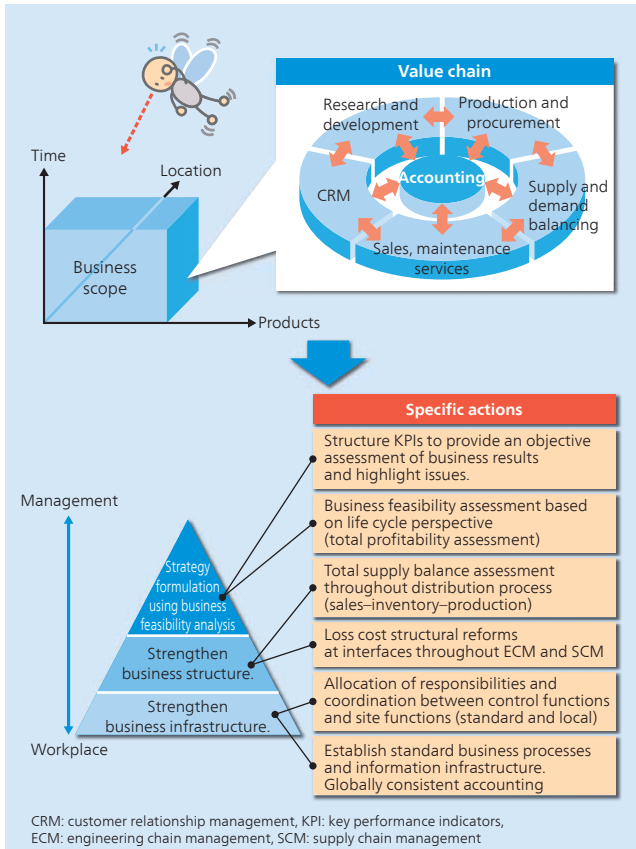 Value chain
Research and
development
Production and
procurement
Accounting
CRM
Supply and
demand
balancing
Sales, maintenance
services
Time
Location
Business
scope
Products
Specific actions
Structure KPIs to provide an objective
assessment of business results
and highlight issues.
Business feasibility assessment based
on life cycle perspective
(total profitability assessment)
Total supply balance assessment
throughout distribution process
(sales–inventory–production)
Loss cost structural reforms
at interfaces throughout ECM and SCM
Allocation of responsibilities and
coordination between control functions
and site functions (standard and local)
Establish standard business processes
and information infrastructure.
Globally consistent accounting
Management
Strategy
formulation
using business
feasibility analysis
Strengthen
business structure.
Strengthen
business infrastructure.
Workplace
CRM: customer relationship management, KPI: key performance indicators,
ECM: engineering chain management, SCM: supply chain management